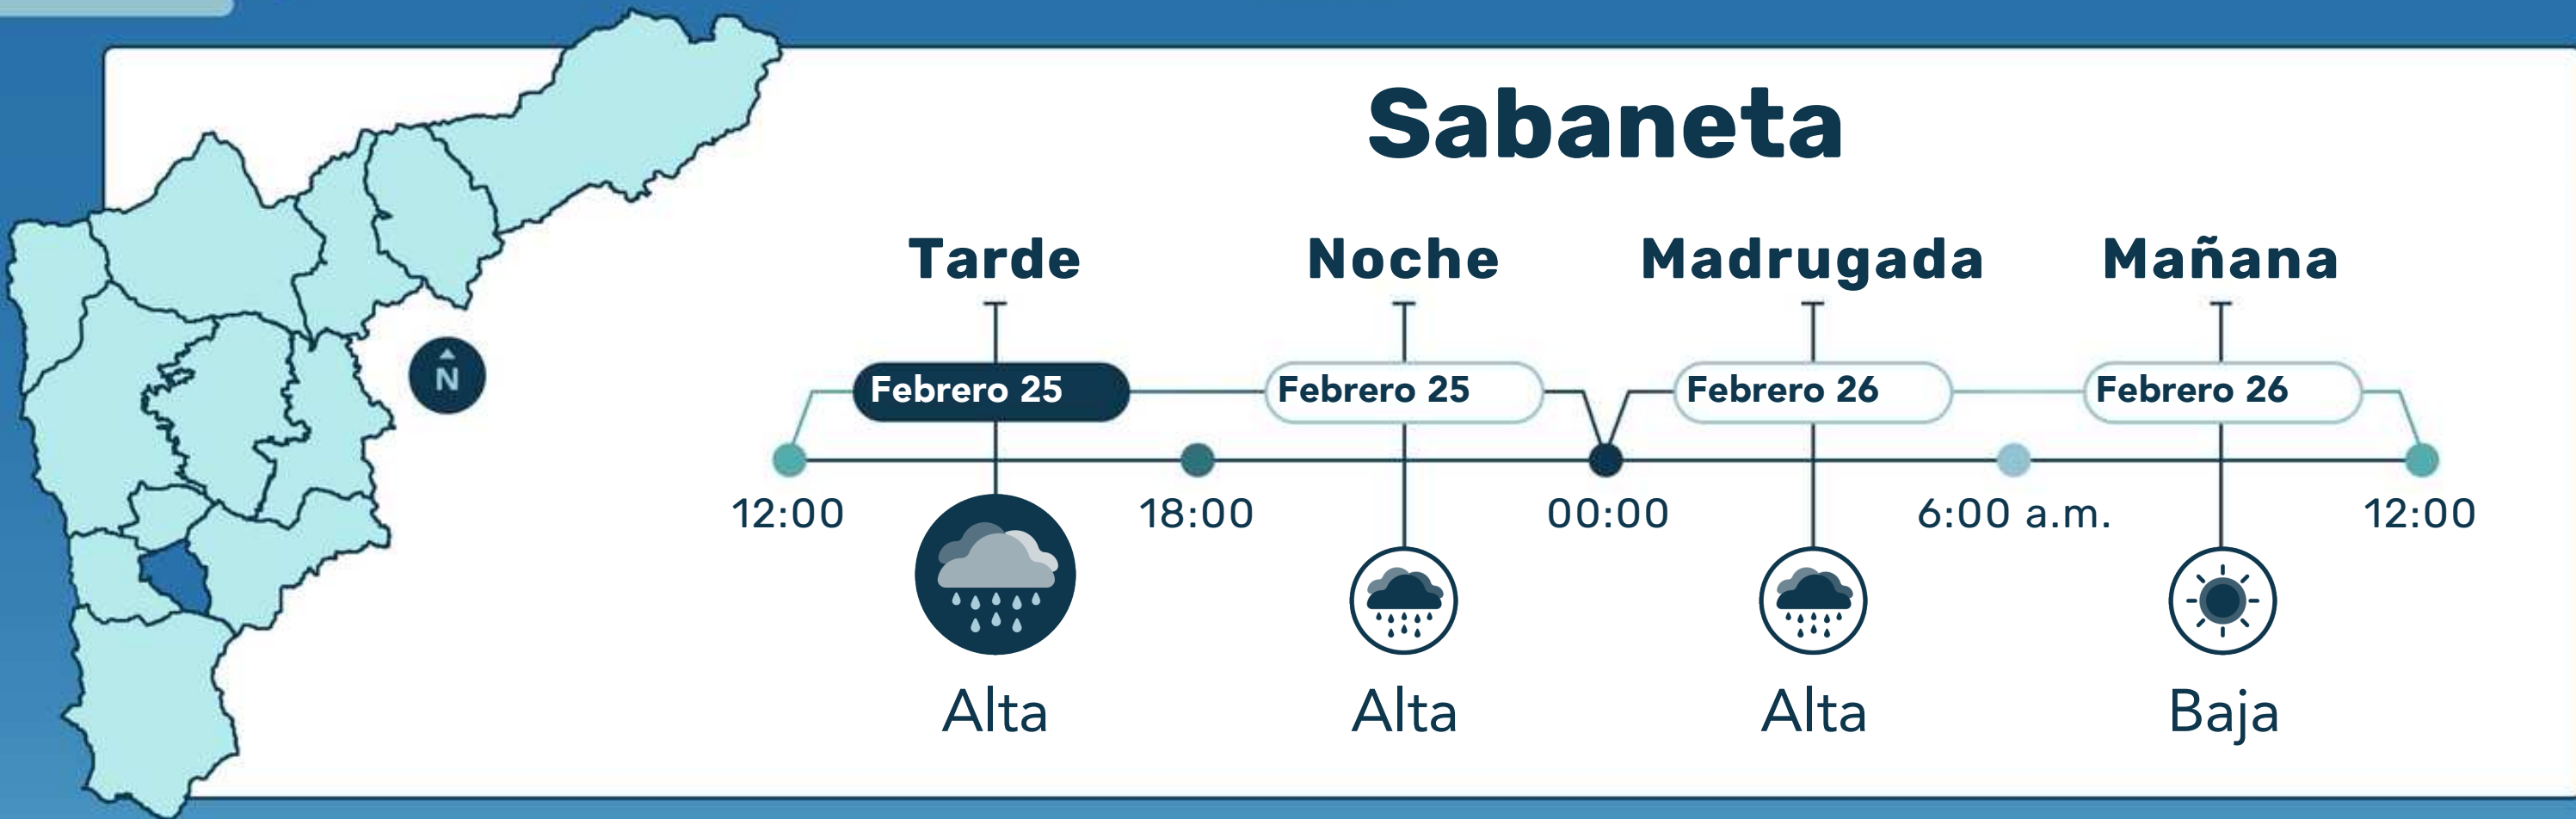 Sabaneta
Tarde Noche Madrugada Mañana
N
Febrero 25 Febrero 25 Febrero 26 Febrero 26
12:00 18:00 00:00 6:00 a.m. 12:00
Alta Alta Alta Baja